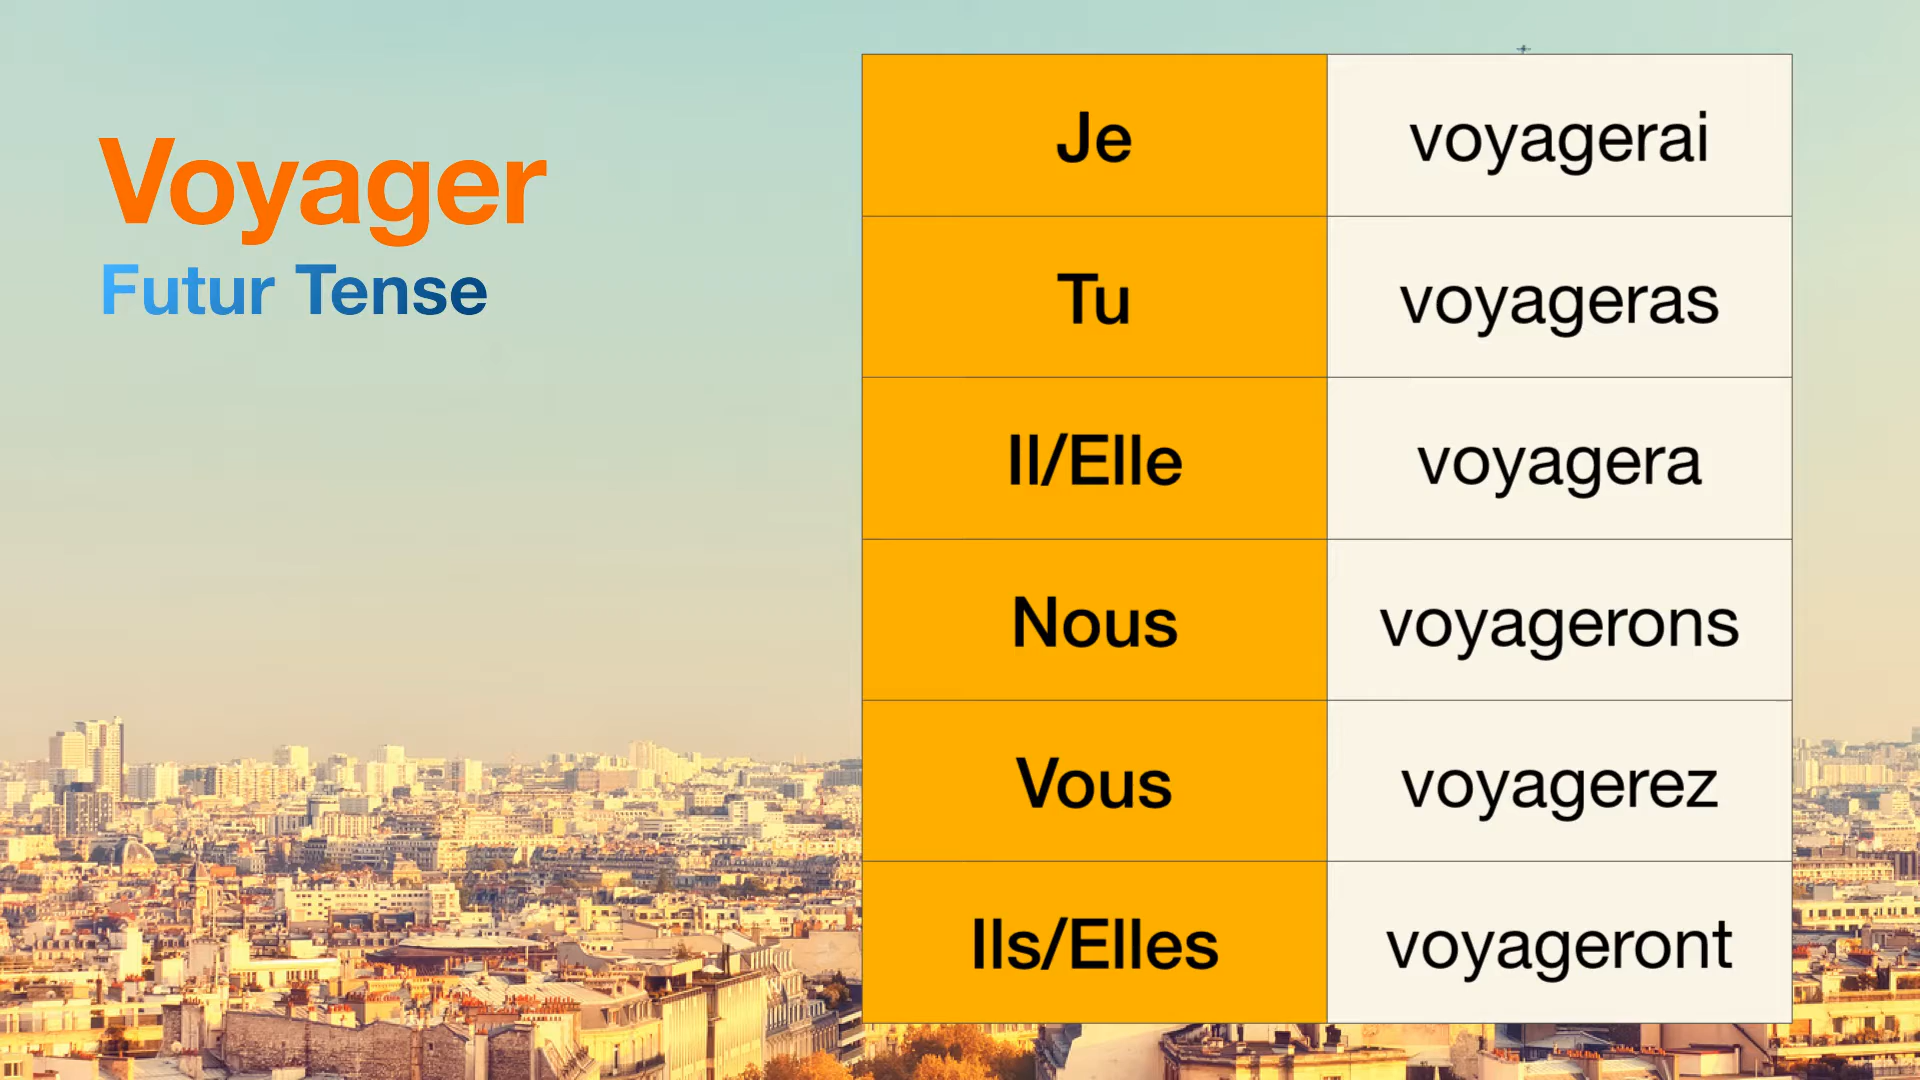 Voyager
Futur Tense
Je voyagerai
Tu voyageras
Il/Elle voyagera
Nous voyagerons
Vous voyagerez
Ils/Elles voyageront